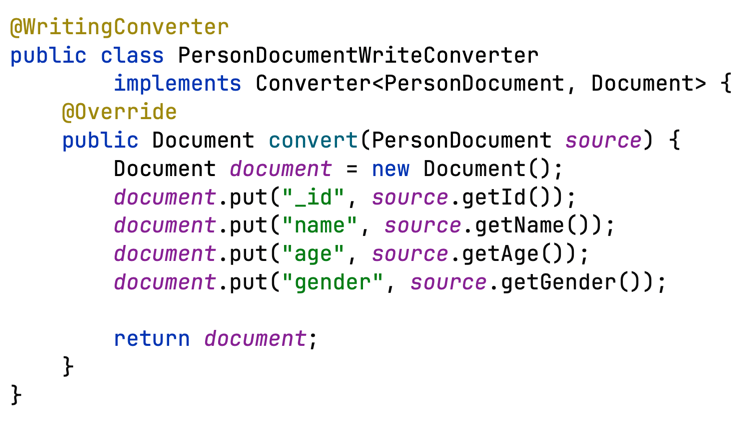 @WritingConverter
public class PersonDocumentWriteConverter
        implements Converter<PersonDocument, Document> {
    @Override
    public Document convert(PersonDocument source) {
        Document document = new Document();
        document.put("_id", source.getId());
        document.put("name", source.getName());
        document.put("age", source.getAge());
        document.put("gender", source.getGender());

        return document;
    }
}